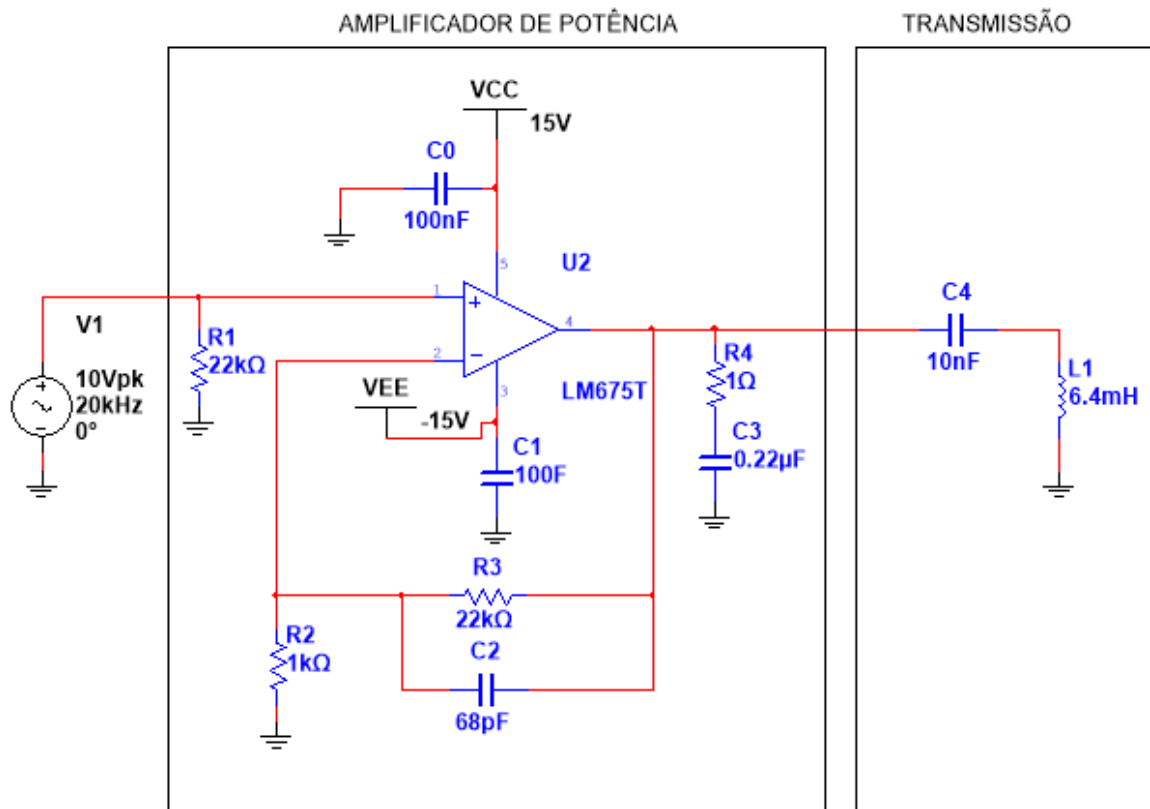 AMPLIFICADOR DE POTÊNCIA
TRANSMISSÃO
VCC
15V
C0
100nF
5
U2
1
+
4
2
−
3
LM675T
V1
+
10Vpk
20kHz
0°
−
R1
22kΩ
VEE
-15V
C1
100F
R4
1Ω
C3
0.22µF
C4
10nF
L1
6.4mH
R3
22kΩ
R2
1kΩ
C2
68pF